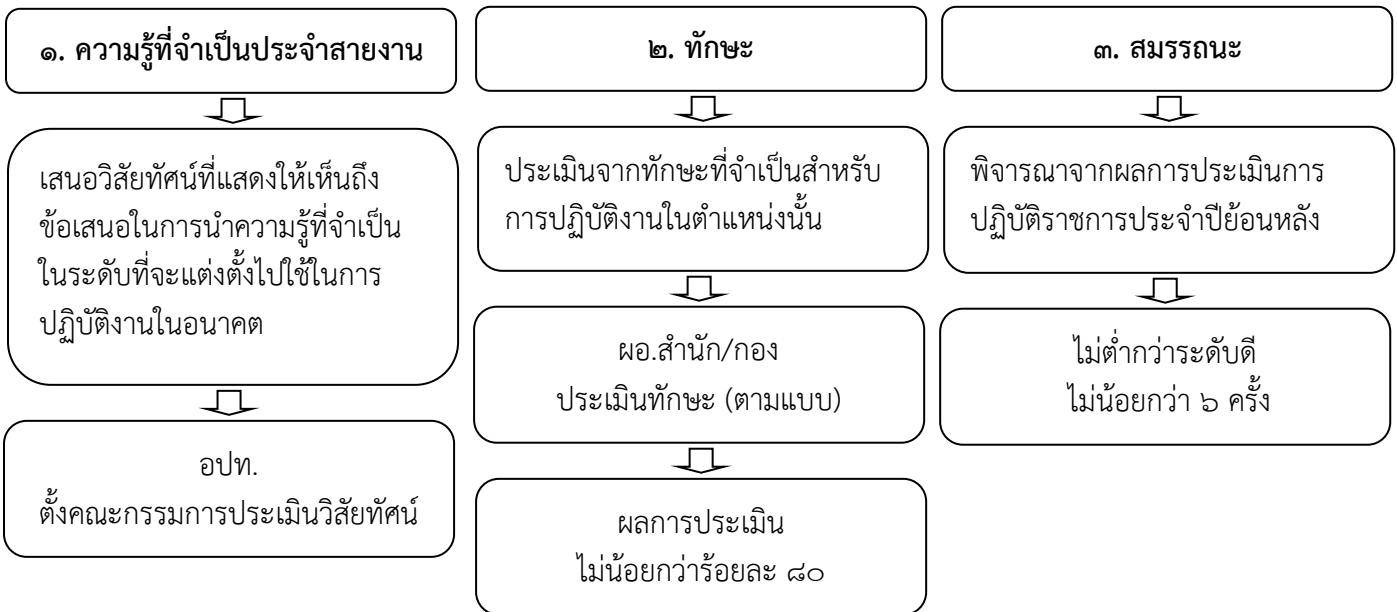 ๑. ความรู้ที่จำเป็นประจำสายงาน
เสนอวิสัยทัศน์ที่แสดงให้เห็นถึง
ข้อเสนอในการนำความรู้ที่จำเป็น
ในระดับที่จะแต่งตั้งไปใช้ในการ
ปฏิบัติงานในอนาคต
อปท.
ตั้งคณะกรรมการประเมินวิสัยทัศน์
๒. ทักษะ
ประเมินจากทักษะที่จำเป็นสำหรับ
การปฏิบัติงานในตำแหน่งนั้น
ผอ.สำนัก/กอง
ประเมินทักษะ (ตามแบบ)
ผลการประเมิน
ไม่น้อยกว่าร้อยละ ๘๐
๓. สมรรถนะ
พิจารณาจากผลการประเมินการ
ปฏิบัติราชการประจำปีย้อนหลัง
ไม่ต่ำกว่าระดับดี
ไม่น้อยกว่า ๖ ครั้ง